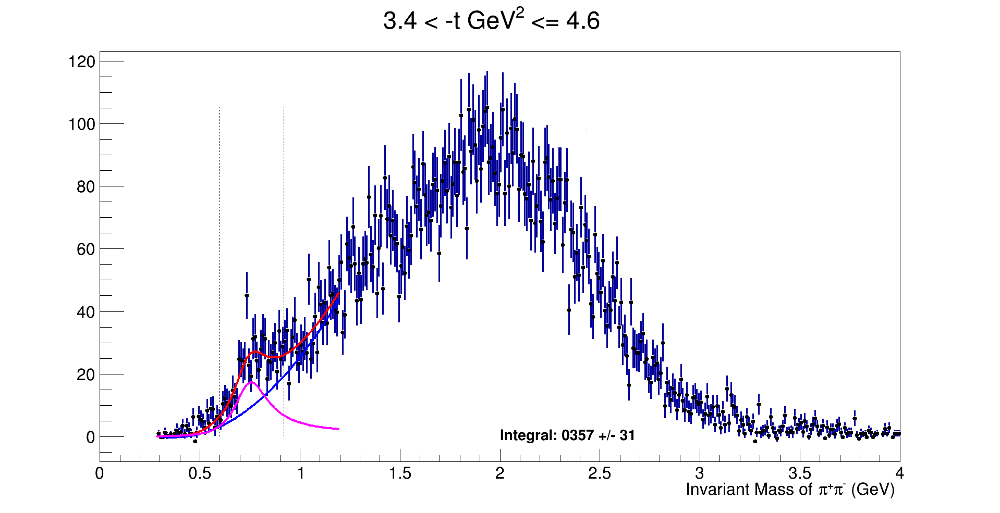 3.4 < -t GeV² <= 4.6
120
100
80
60
40
20
0
Integral: 0357 +/- 31
0 0.5 1 1.5 2 2.5 3 3.5 4
Invariant Mass of π⁺π⁻ (GeV)